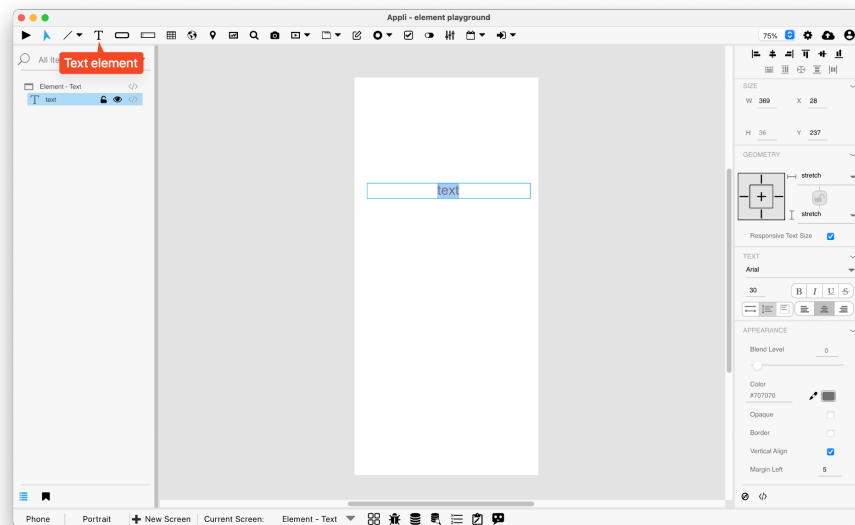 Appli - element playground
T
75%
Text element
All Ite
Element - Text </>
T text </>
text
SIZE
W 369 X 28
H 36 Y 237
GEOMETRY
stretch
stretch
Responsive Text Size
TEXT
Arial
30 B I U S
APPEARANCE
Blend Level 0
Color
#707070
Opaque
Border
Vertical Align
Margin Left 5
</>
Phone Portrait New Screen Current Screen: Element - Text